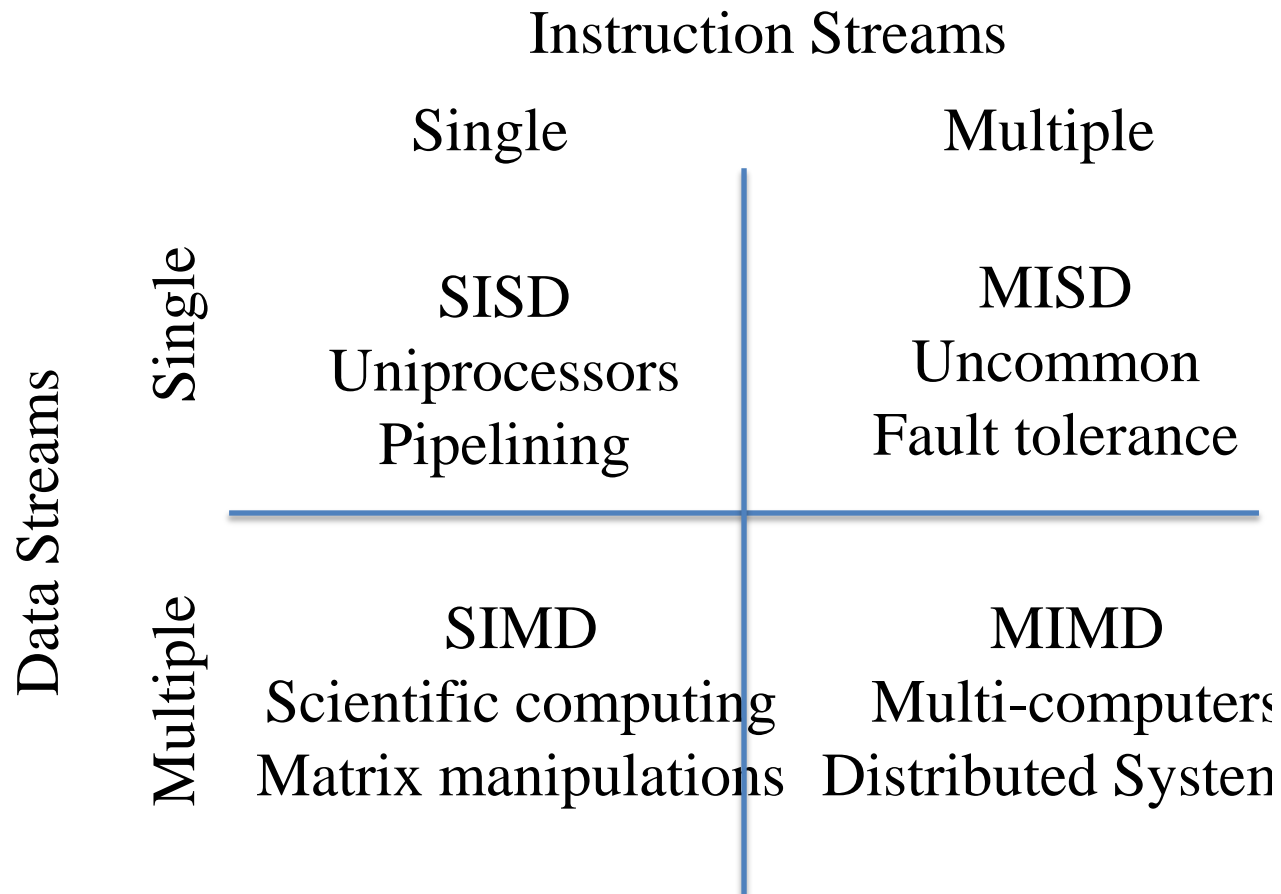 Instruction Streams
Single Multiple
Data Streams
Single
SISD
Uniprocessors
Pipelining
MISD
Uncommon
Fault tolerance
Multiple
SIMD
Scientific computing
Matrix manipulations
MIMD
Multi-computers
Distributed